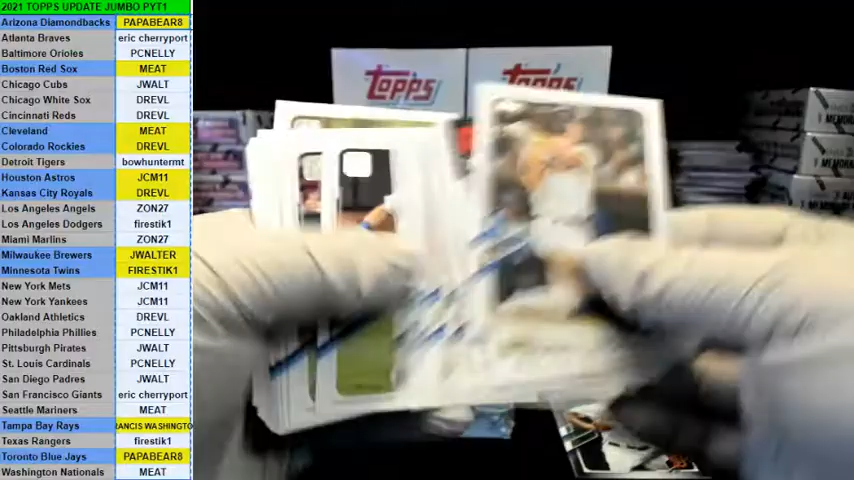 2021 TOPPS UPDATE JUMBO PYT1
Arizona Diamondbacks PAPABEAR8
Atlanta Braves eric cherryport
Baltimore Orioles PCNELLY
Boston Red Sox MEAT
Chicago Cubs JWALT
Chicago White Sox DREVL
Cincinnati Reds DREVL
Cleveland MEAT
Colorado Rockies DREVL
Detroit Tigers bowhuntermt
Houston Astros JCM11
Kansas City Royals DREVL
Los Angeles Angels ZON27
Los Angeles Dodgers firestik1
Miami Marlins ZON27
Milwaukee Brewers JWALTER
Minnesota Twins FIRESTIK1
New York Mets JCM11
New York Yankees JCM11
Oakland Athletics DREVL
Philadelphia Phillies PCNELLY
Pittsburgh Pirates JWALT
St. Louis Cardinals PCNELLY
San Diego Padres JWALT
San Francisco Giants eric cherryport
Seattle Mariners MEAT
Tampa Bay Rays RANCIS WASHINGTO
Texas Rangers firestik1
Toronto Blue Jays PAPABEAR8
Washington Nationals MEAT
Topps Topps
MEMOR
MEMOR
MEM